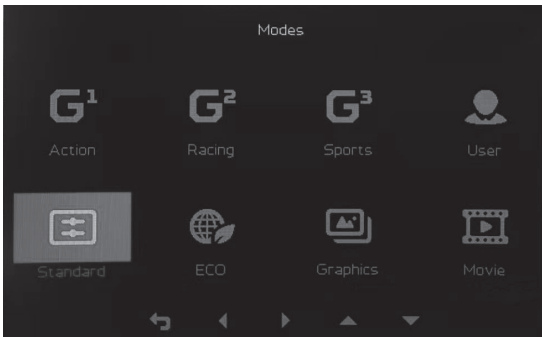 Modes
G1 G2 G3
Action Racing Sports User
Standard ECO Graphics Movie